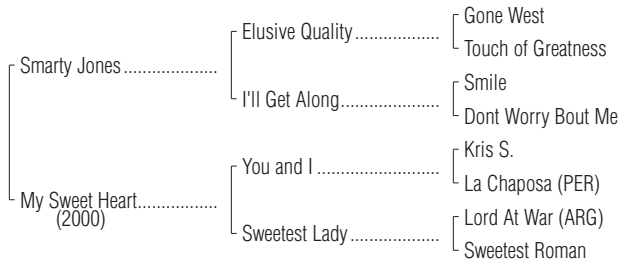 Gone West
Elusive Quality..................
Touch of Greatness
Smarty Jones....................
Smile
I'll Get Along.....................
Dont Worry Bout Me
Kris S.
You and I ..........................
La Chaposa (PER)
My Sweet Heart.................
(2000)
Lord At War (ARG)
Sweetest Lady ...................
Sweetest Roman